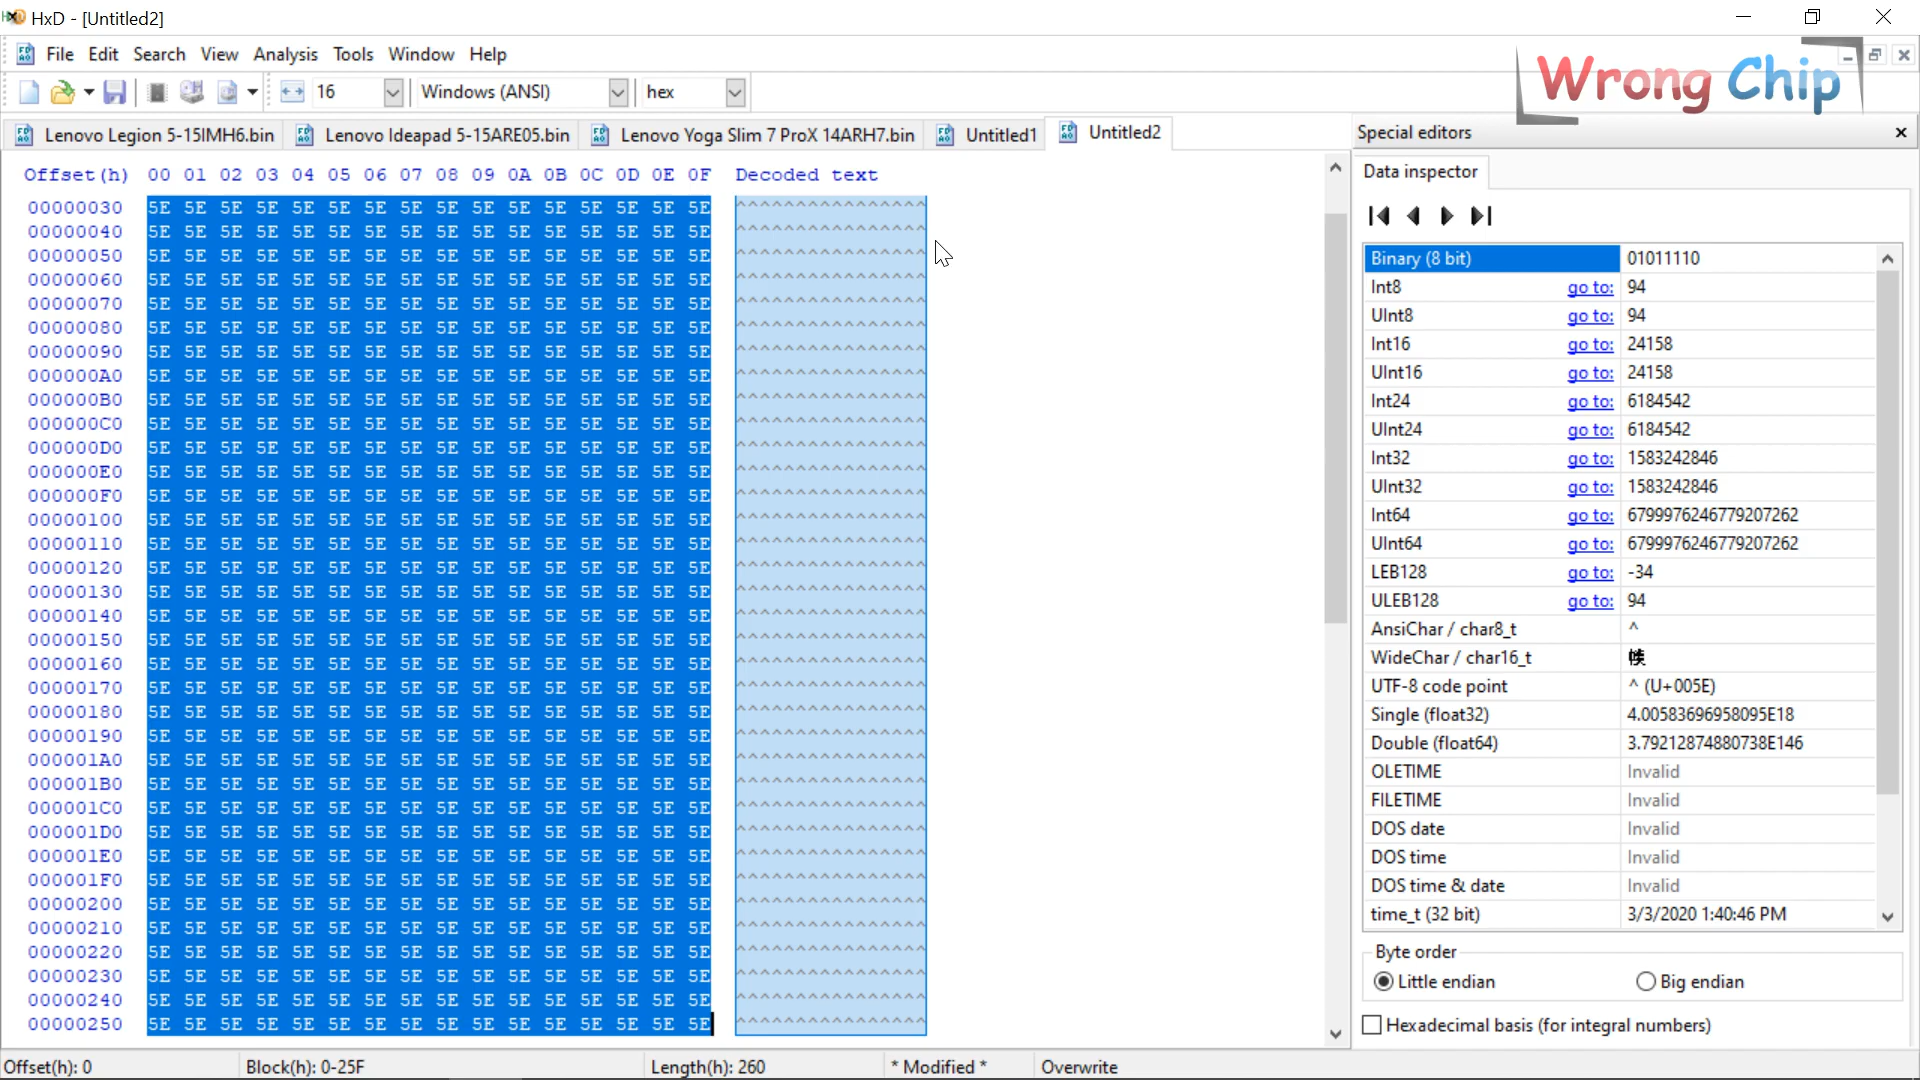 HxD - [Untitled2]
File Edit Search View Analysis Tools Window Help
Wrong Chip
16 Windows (ANSI) hex
Lenovo Legion 5-15IMH6.bin Lenovo Ideapad 5-15ARE05.bin Lenovo Yoga Slim 7 ProX 14ARH7.bin Untitled1 Untitled2
Offset(h) 00 01 02 03 04 05 06 07 08 09 0A 0B 0C 0D 0E 0F Decoded text
00000030 5E 5E 5E 5E 5E 5E 5E 5E 5E 5E 5E 5E 5E 5E 5E 5E ^^^^^^^^^^^^^^^^
00000040 5E 5E 5E 5E 5E 5E 5E 5E 5E 5E 5E 5E 5E 5E 5E 5E ^^^^^^^^^^^^^^^^
00000050 5E 5E 5E 5E 5E 5E 5E 5E 5E 5E 5E 5E 5E 5E 5E 5E ^^^^^^^^^^^^^^^^
00000060 5E 5E 5E 5E 5E 5E 5E 5E 5E 5E 5E 5E 5E 5E 5E 5E ^^^^^^^^^^^^^^^^
00000070 5E 5E 5E 5E 5E 5E 5E 5E 5E 5E 5E 5E 5E 5E 5E 5E ^^^^^^^^^^^^^^^^
00000080 5E 5E 5E 5E 5E 5E 5E 5E 5E 5E 5E 5E 5E 5E 5E 5E ^^^^^^^^^^^^^^^^
00000090 5E 5E 5E 5E 5E 5E 5E 5E 5E 5E 5E 5E 5E 5E 5E 5E ^^^^^^^^^^^^^^^^
000000A0 5E 5E 5E 5E 5E 5E 5E 5E 5E 5E 5E 5E 5E 5E 5E 5E ^^^^^^^^^^^^^^^^
000000B0 5E 5E 5E 5E 5E 5E 5E 5E 5E 5E 5E 5E 5E 5E 5E 5E ^^^^^^^^^^^^^^^^
000000C0 5E 5E 5E 5E 5E 5E 5E 5E 5E 5E 5E 5E 5E 5E 5E 5E ^^^^^^^^^^^^^^^^
000000D0 5E 5E 5E 5E 5E 5E 5E 5E 5E 5E 5E 5E 5E 5E 5E 5E ^^^^^^^^^^^^^^^^
000000E0 5E 5E 5E 5E 5E 5E 5E 5E 5E 5E 5E 5E 5E 5E 5E 5E ^^^^^^^^^^^^^^^^
000000F0 5E 5E 5E 5E 5E 5E 5E 5E 5E 5E 5E 5E 5E 5E 5E 5E ^^^^^^^^^^^^^^^^
00000100 5E 5E 5E 5E 5E 5E 5E 5E 5E 5E 5E 5E 5E 5E 5E 5E ^^^^^^^^^^^^^^^^
00000110 5E 5E 5E 5E 5E 5E 5E 5E 5E 5E 5E 5E 5E 5E 5E 5E ^^^^^^^^^^^^^^^^
00000120 5E 5E 5E 5E 5E 5E 5E 5E 5E 5E 5E 5E 5E 5E 5E 5E ^^^^^^^^^^^^^^^^
00000130 5E 5E 5E 5E 5E 5E 5E 5E 5E 5E 5E 5E 5E 5E 5E 5E ^^^^^^^^^^^^^^^^
00000140 5E 5E 5E 5E 5E 5E 5E 5E 5E 5E 5E 5E 5E 5E 5E 5E ^^^^^^^^^^^^^^^^
00000150 5E 5E 5E 5E 5E 5E 5E 5E 5E 5E 5E 5E 5E 5E 5E 5E ^^^^^^^^^^^^^^^^
00000160 5E 5E 5E 5E 5E 5E 5E 5E 5E 5E 5E 5E 5E 5E 5E 5E ^^^^^^^^^^^^^^^^
00000170 5E 5E 5E 5E 5E 5E 5E 5E 5E 5E 5E 5E 5E 5E 5E 5E ^^^^^^^^^^^^^^^^
00000180 5E 5E 5E 5E 5E 5E 5E 5E 5E 5E 5E 5E 5E 5E 5E 5E ^^^^^^^^^^^^^^^^
00000190 5E 5E 5E 5E 5E 5E 5E 5E 5E 5E 5E 5E 5E 5E 5E 5E ^^^^^^^^^^^^^^^^
000001A0 5E 5E 5E 5E 5E 5E 5E 5E 5E 5E 5E 5E 5E 5E 5E 5E ^^^^^^^^^^^^^^^^
000001B0 5E 5E 5E 5E 5E 5E 5E 5E 5E 5E 5E 5E 5E 5E 5E 5E ^^^^^^^^^^^^^^^^
000001C0 5E 5E 5E 5E 5E 5E 5E 5E 5E 5E 5E 5E 5E 5E 5E 5E ^^^^^^^^^^^^^^^^
000001D0 5E 5E 5E 5E 5E 5E 5E 5E 5E 5E 5E 5E 5E 5E 5E 5E ^^^^^^^^^^^^^^^^
000001E0 5E 5E 5E 5E 5E 5E 5E 5E 5E 5E 5E 5E 5E 5E 5E 5E ^^^^^^^^^^^^^^^^
000001F0 5E 5E 5E 5E 5E 5E 5E 5E 5E 5E 5E 5E 5E 5E 5E 5E ^^^^^^^^^^^^^^^^
00000200 5E 5E 5E 5E 5E 5E 5E 5E 5E 5E 5E 5E 5E 5E 5E 5E ^^^^^^^^^^^^^^^^
00000210 5E 5E 5E 5E 5E 5E 5E 5E 5E 5E 5E 5E 5E 5E 5E 5E ^^^^^^^^^^^^^^^^
00000220 5E 5E 5E 5E 5E 5E 5E 5E 5E 5E 5E 5E 5E 5E 5E 5E ^^^^^^^^^^^^^^^^
00000230 5E 5E 5E 5E 5E 5E 5E 5E 5E 5E 5E 5E 5E 5E 5E 5E ^^^^^^^^^^^^^^^^
00000240 5E 5E 5E 5E 5E 5E 5E 5E 5E 5E 5E 5E 5E 5E 5E 5E ^^^^^^^^^^^^^^^^
00000250 5E 5E 5E 5E 5E 5E 5E 5E 5E 5E 5E 5E 5E 5E 5E 5E ^^^^^^^^^^^^^^^^
Special editors
Data inspector
Binary (8 bit) 01011110
Int8 go to: 94
UInt8 go to: 94
Int16 go to: 24158
UInt16 go to: 24158
Int24 go to: 6184542
UInt24 go to: 6184542
Int32 go to: 1583242846
UInt32 go to: 1583242846
Int64 go to: 6799976246779207262
UInt64 go to: 6799976246779207262
LEB128 go to: -34
ULEB128 go to: 94
AnsiChar / char8_t ^
WideChar / char16_t
UTF-8 code point ^ (U+005E)
Single (float32) 4.00583696958095E18
Double (float64) 3.79212874880738E146
OLETIME Invalid
FILETIME Invalid
DOS date Invalid
DOS time Invalid
DOS time & date Invalid
time_t (32 bit) 3/3/2020 1:40:46 PM
Byte order
Little endian Big endian
Hexadecimal basis (for integral numbers)
Offset(h): 0 Block(h): 0-25F Length(h): 260 * Modified * Overwrite